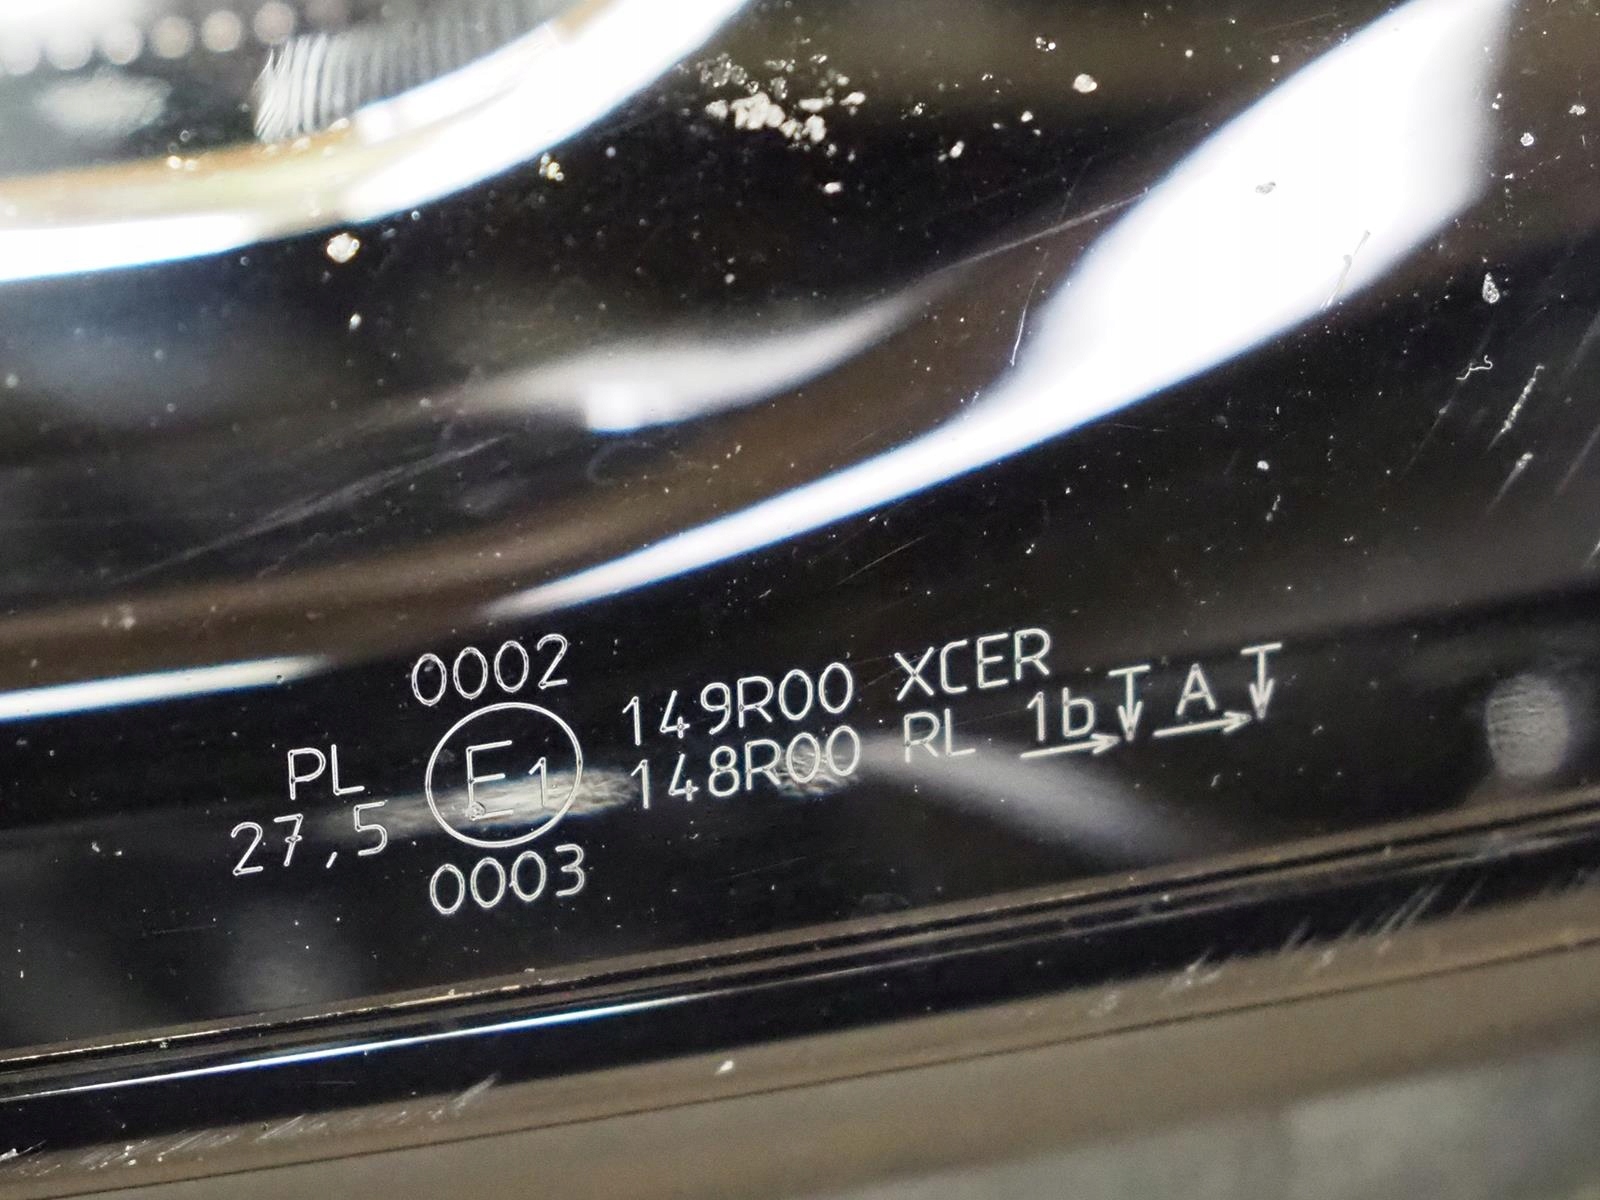 0002
PL E1 149R00 XCER
27,5 148R00 RL 1b↓ A↓
0003